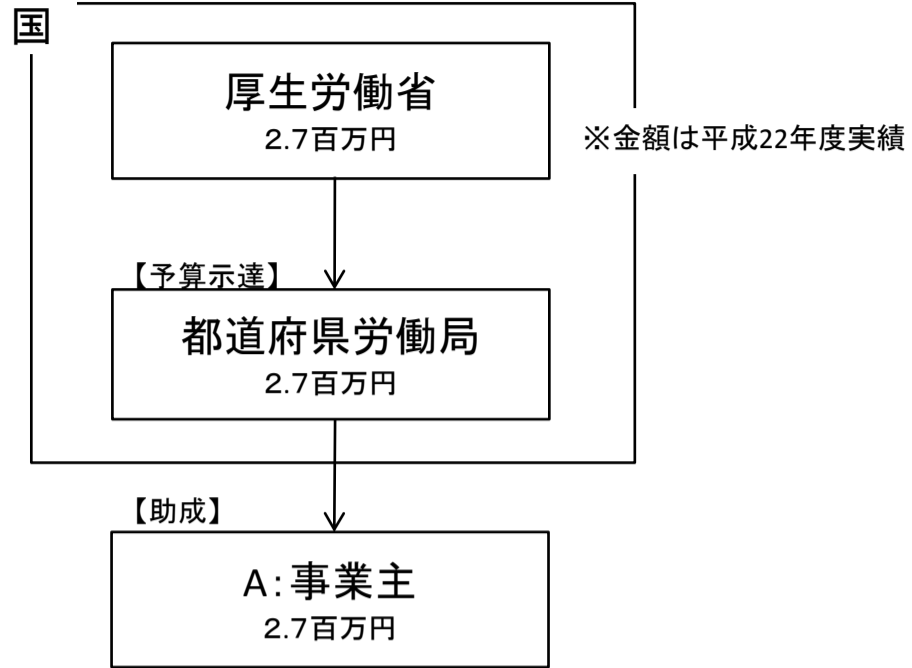 国
厚生労働省
2.7百万円
※金額は平成22年度実績
【予算示達】
都道府県労働局
2.7百万円
【助成】
A:事業主
2.7百万円